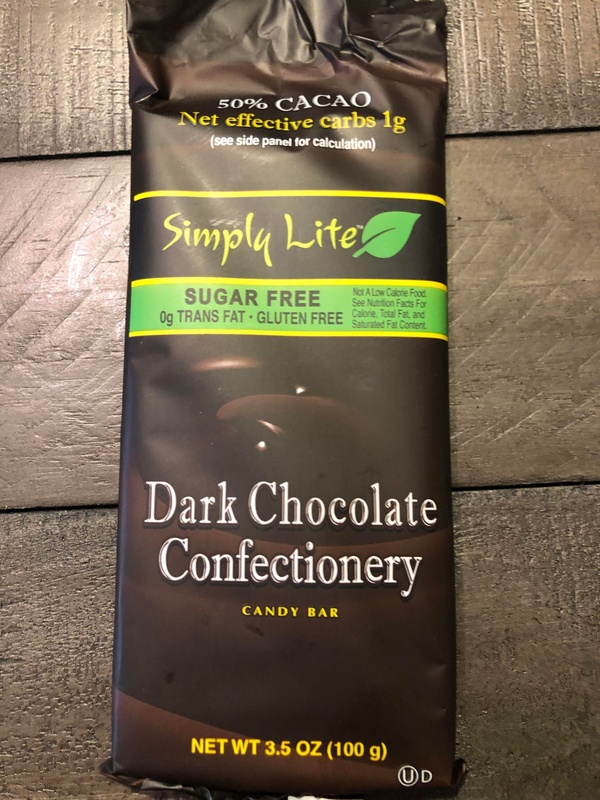 50% CACAO
Net effective carbs 1g
(see side panel for calculation)
Simply Lite™
SUGAR FREE
0g TRANS FAT • GLUTEN FREE
Not A Low Calorie Food.
See Nutrition Facts For
Calorie, Total Fat, and
Saturated Fat Content.
Dark Chocolate
Confectionery
CANDY BAR
NET WT 3.5 OZ (100 g)
Ⓤ D